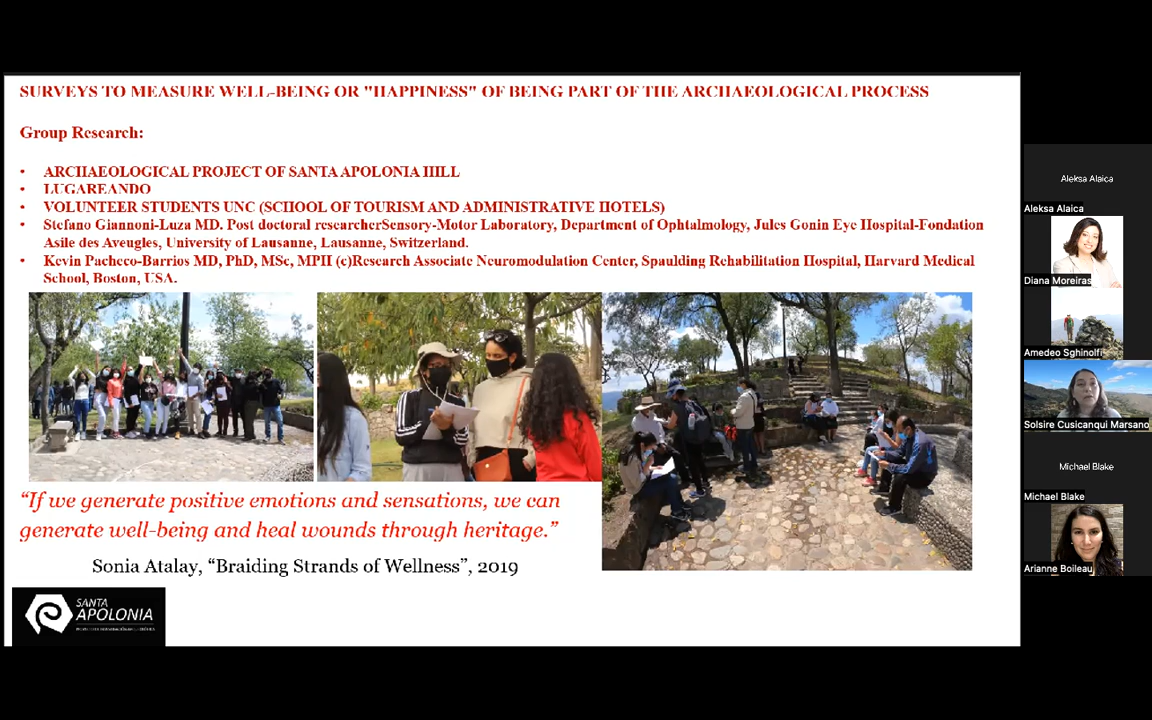 SURVEYS TO MEASURE WELL-BEING OR "HAPPINESS" OF BEING PART OF THE ARCHAEOLOGICAL PROCESS
Group Research:
• ARCHAEOLOGICAL PROJECT OF SANTA APOLONIA HILL
• LUGAREANDO
• VOLUNTEER STUDENTS UNC (SCHOOL OF TOURISM AND ADMINISTRATIVE HOTELS)
• Stefano Giannoni-Luza MD. Post doctoral researcherSensory-Motor Laboratory, Department of Ophtalmology, Jules Gonin Eye Hospital-Fondation
Asile des Aveugles, University of Lausanne, Lausanne, Switzerland.
• Kevin Pacheco-Barrios MD, PhD, MSc, MPH (c)Research Associate Neuromodulation Center, Spaulding Rehabilitation Hospital, Harvard Medical
School, Boston, USA.
“If we generate positive emotions and sensations, we can
generate well-being and heal wounds through heritage.”
Sonia Atalay, “Braiding Strands of Wellness”, 2019
SANTA
APOLONIA
Aleksa Alaica
Aleksa Alaica
Diana Moreiras
Amedeo Sghinolfi
Solsire Cusicanqui Marsano
Michael Blake
Michael Blake
Arianne Boileau